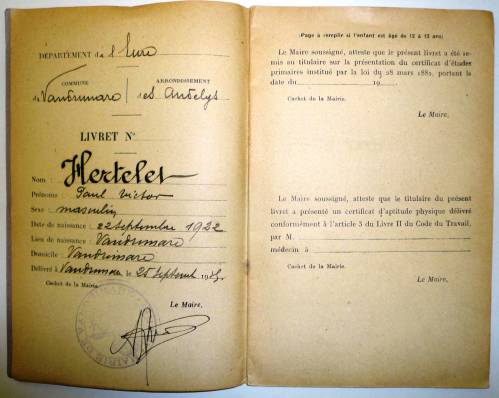 DÉPARTEMENT de l'Eure
COMMUNE
ARRONDISSEMENT
de Vandrimare
des Andelys
LIVRET N°
Nom : Hertelet
Prénoms : Paul Victor
Sexe masculin
Date de naissance : 22 septembre 1922
Lieu de naissance : Vandrimare
Domicile Vandrimare
Délivré à Vandrimare le 25 septembre
Cachet de la Mairie.
Le Maire,
(Page à remplir si l'enfant est âgé de 12 à 13 ans)
Le Maire soussigné, atteste que le présent livret a été remis
au titulaire sur la présentation du certificat d'études
primaires institué par la loi du 28 mars 1882, portant le
date du 19
Cachet de la Mairie.
Le Maire,
Le Maire soussigné, atteste que le titulaire du présent
livret a présenté un certificat d'aptitude physique délivré
conformément à l'article 3 du Livre II du Code du Travail,
par M.
médecin à
Cachet de la Mairie.
Le Maire,